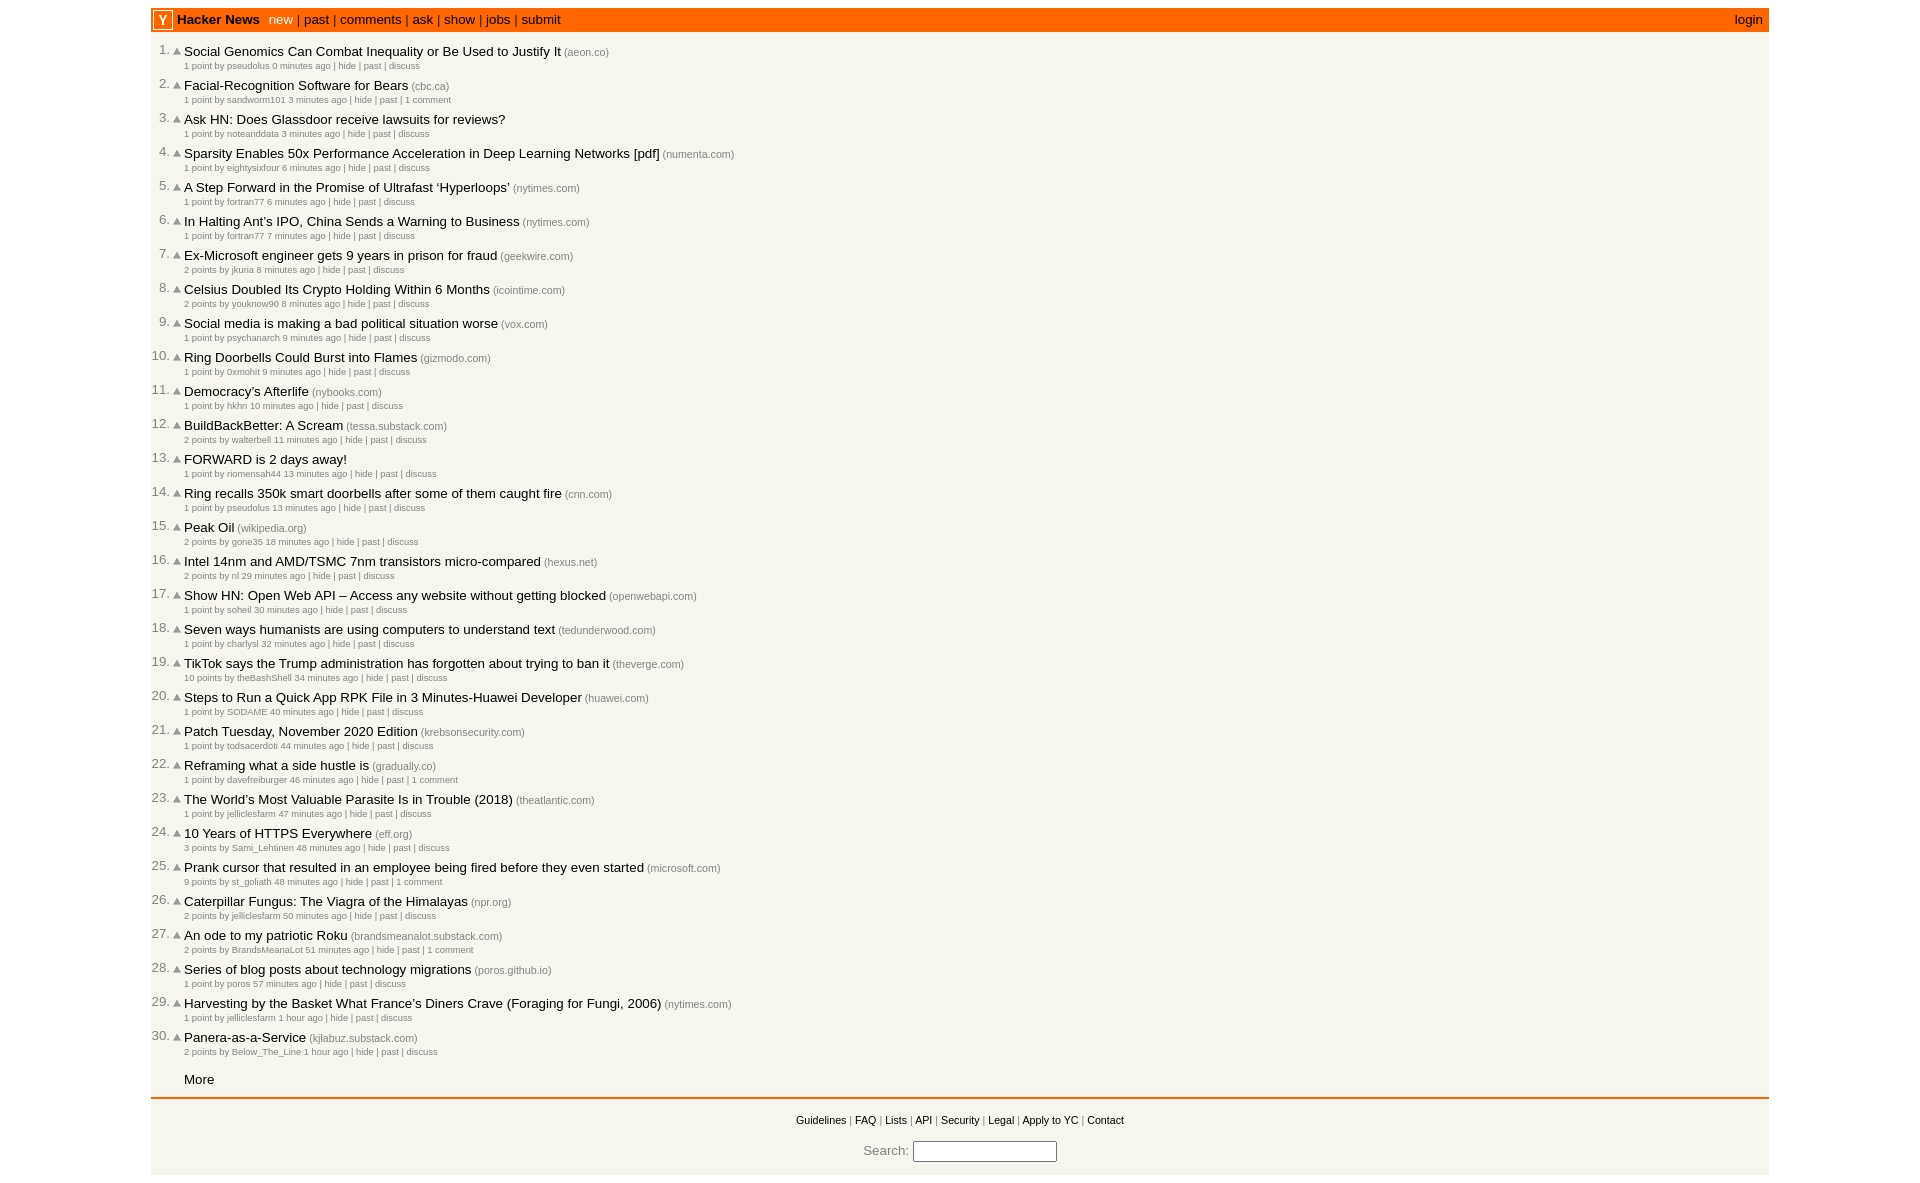 Y Hacker News new | past | comments | ask | show | jobs | submit login
1. Social Genomics Can Combat Inequality or Be Used to Justify It (aeon.co)
1 point by pseudolus 0 minutes ago | hide | past | discuss
2. Facial-Recognition Software for Bears (cbc.ca)
1 point by sandworm101 3 minutes ago | hide | past | 1 comment
3. Ask HN: Does Glassdoor receive lawsuits for reviews?
1 point by noteanddata 3 minutes ago | hide | past | discuss
4. Sparsity Enables 50x Performance Acceleration in Deep Learning Networks [pdf] (numenta.com)
1 point by eightysixfour 6 minutes ago | hide | past | discuss
5. A Step Forward in the Promise of Ultrafast ‘Hyperloops’ (nytimes.com)
1 point by fortran77 6 minutes ago | hide | past | discuss
6. In Halting Ant’s IPO, China Sends a Warning to Business (nytimes.com)
1 point by fortran77 7 minutes ago | hide | past | discuss
7. Ex-Microsoft engineer gets 9 years in prison for fraud (geekwire.com)
2 points by jkuria 8 minutes ago | hide | past | discuss
8. Celsius Doubled Its Crypto Holding Within 6 Months (icointime.com)
2 points by youknow90 8 minutes ago | hide | past | discuss
9. Social media is making a bad political situation worse (vox.com)
1 point by psychanarch 9 minutes ago | hide | past | discuss
10. Ring Doorbells Could Burst into Flames (gizmodo.com)
1 point by 0xmohit 9 minutes ago | hide | past | discuss
11. Democracy’s Afterlife (nybooks.com)
1 point by hkhn 10 minutes ago | hide | past | discuss
12. BuildBackBetter: A Scream (tessa.substack.com)
2 points by walterbell 11 minutes ago | hide | past | discuss
13. FORWARD is 2 days away!
1 point by riomensah44 13 minutes ago | hide | past | discuss
14. Ring recalls 350k smart doorbells after some of them caught fire (cnn.com)
1 point by pseudolus 13 minutes ago | hide | past | discuss
15. Peak Oil (wikipedia.org)
2 points by gone35 18 minutes ago | hide | past | discuss
16. Intel 14nm and AMD/TSMC 7nm transistors micro-compared (hexus.net)
2 points by nl 29 minutes ago | hide | past | discuss
17. Show HN: Open Web API – Access any website without getting blocked (openwebapi.com)
1 point by soheil 30 minutes ago | hide | past | discuss
18. Seven ways humanists are using computers to understand text (tedunderwood.com)
1 point by charlysl 32 minutes ago | hide | past | discuss
19. TikTok says the Trump administration has forgotten about trying to ban it (theverge.com)
10 points by theBashShell 34 minutes ago | hide | past | discuss
20. Steps to Run a Quick App RPK File in 3 Minutes-Huawei Developer (huawei.com)
1 point by SODAME 40 minutes ago | hide | past | discuss
21. Patch Tuesday, November 2020 Edition (krebsonsecurity.com)
1 point by todsacerdoti 44 minutes ago | hide | past | discuss
22. Reframing what a side hustle is (gradually.co)
1 point by davefreiburger 46 minutes ago | hide | past | 1 comment
23. The World’s Most Valuable Parasite Is in Trouble (2018) (theatlantic.com)
1 point by jelliclesfarm 47 minutes ago | hide | past | discuss
24. 10 Years of HTTPS Everywhere (eff.org)
3 points by Sami_Lehtinen 48 minutes ago | hide | past | discuss
25. Prank cursor that resulted in an employee being fired before they even started (microsoft.com)
9 points by st_goliath 48 minutes ago | hide | past | 1 comment
26. Caterpillar Fungus: The Viagra of the Himalayas (npr.org)
2 points by jelliclesfarm 50 minutes ago | hide | past | discuss
27. An ode to my patriotic Roku (brandsmeanalot.substack.com)
2 points by BrandsMeanaLot 51 minutes ago | hide | past | 1 comment
28. Series of blog posts about technology migrations (poros.github.io)
1 point by poros 57 minutes ago | hide | past | discuss
29. Harvesting by the Basket What France’s Diners Crave (Foraging for Fungi, 2006) (nytimes.com)
1 point by jelliclesfarm 1 hour ago | hide | past | discuss
30. Panera-as-a-Service (kjlabuz.substack.com)
2 points by Below_The_Line 1 hour ago | hide | past | discuss
More
Guidelines | FAQ | Lists | API | Security | Legal | Apply to YC | Contact
Search: